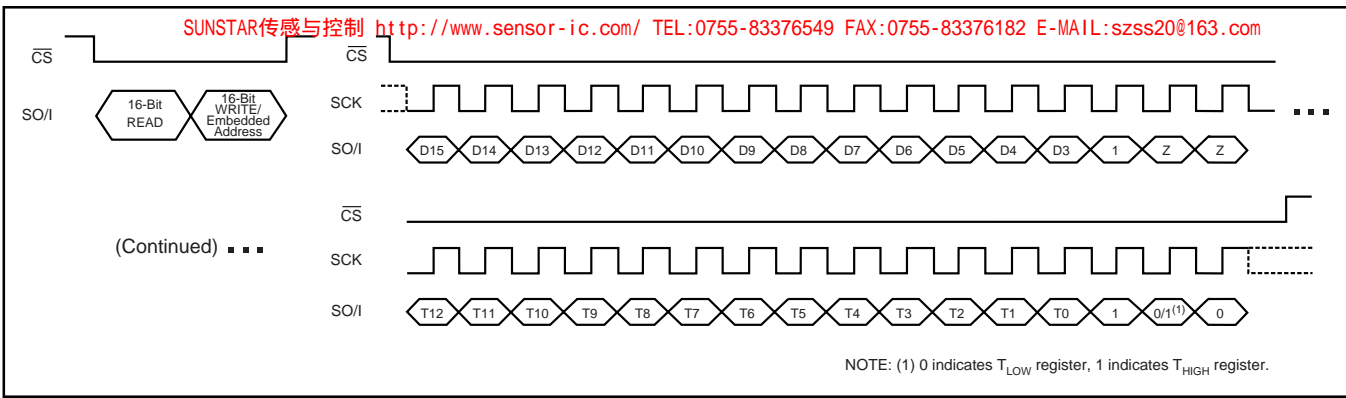 SUNSTAR传感与控制 http://www.sensor-ic.com/ TEL:0755-83376549 FAX:0755-83376182 E-MAIL:szss20@163.com
CS
SO/I
16-Bit
READ
16-Bit
WRITE/
Embedded
Address
CS
SCK
SO/I
D15 D14 D13 D12 D11 D10 D9 D8 D7 D6 D5 D4 D3 1 Z Z
(Continued)
CS
SCK
SO/I
T12 T11 T10 T9 T8 T7 T6 T5 T4 T3 T2 T1 T0 1 0/1(1) 0
NOTE: (1) 0 indicates TLOW register, 1 indicates THIGH register.